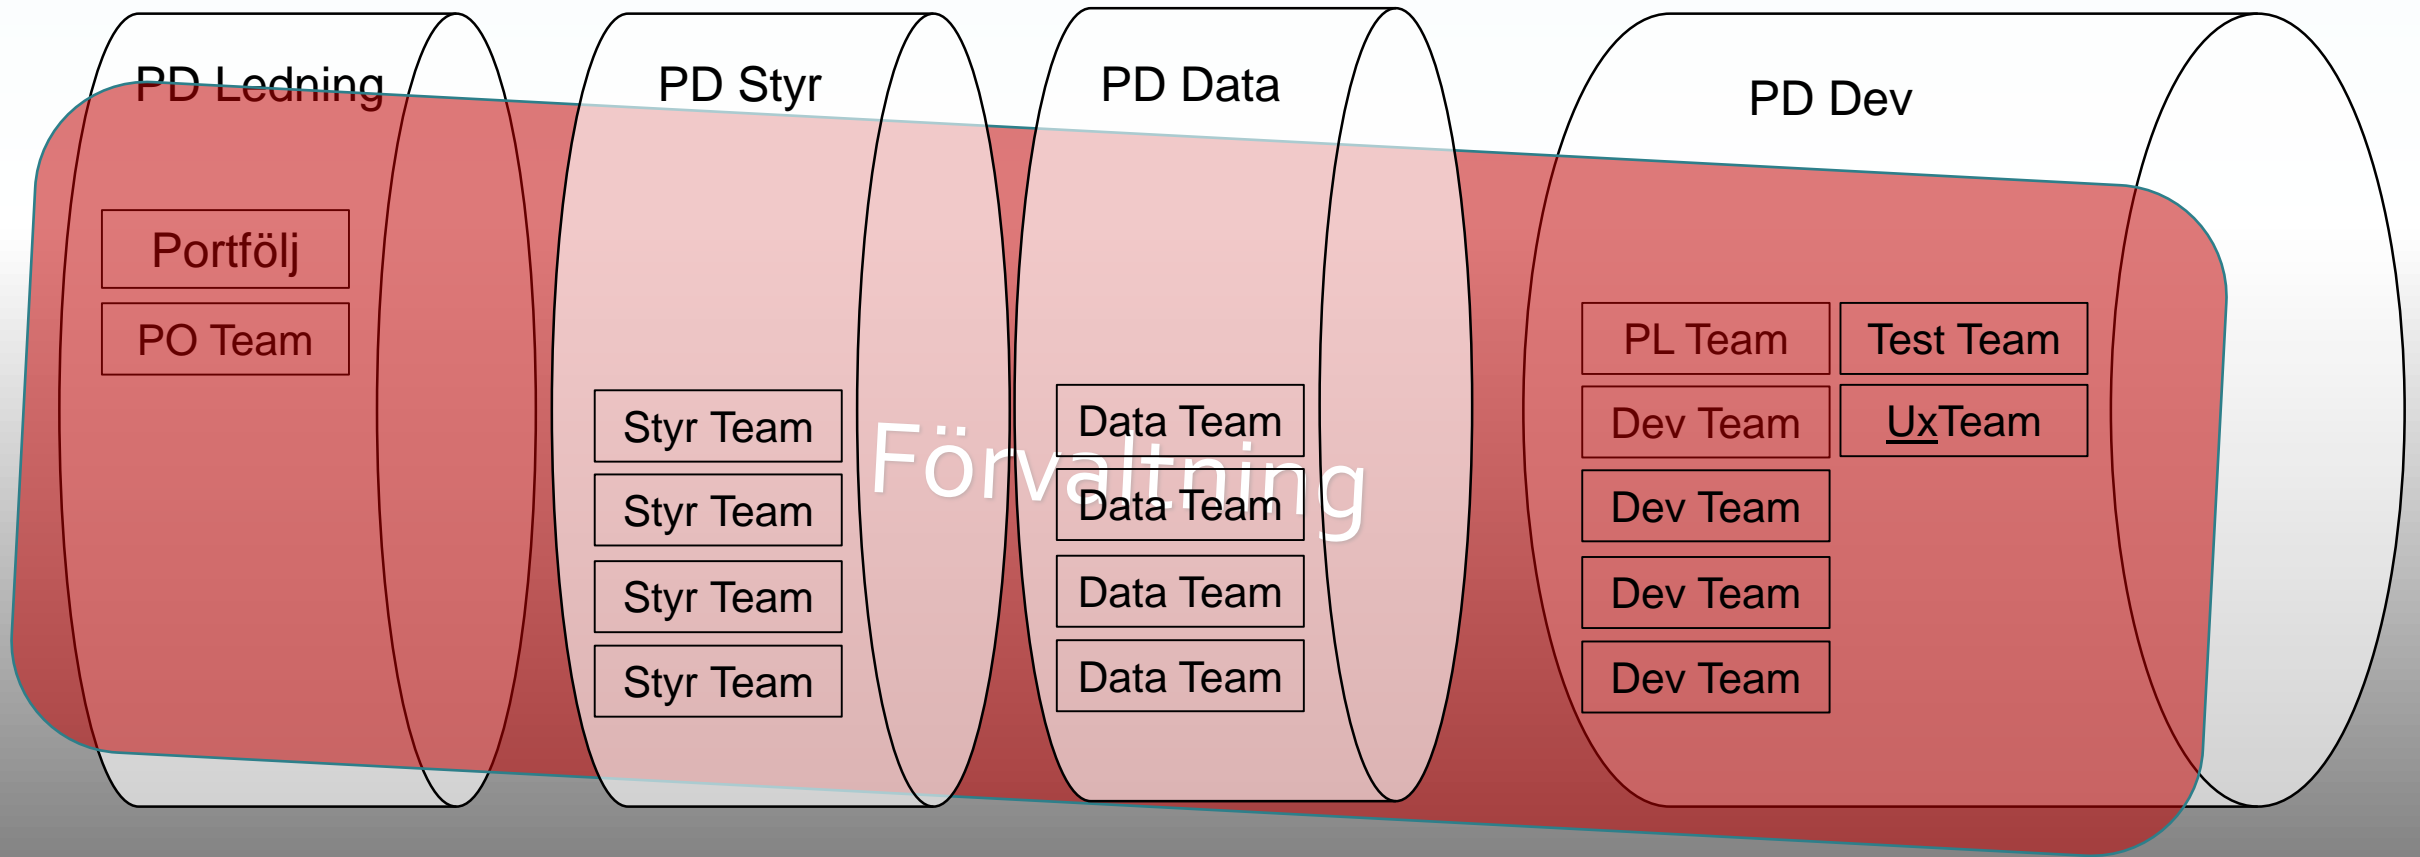 PD Ledning
Portfölj
PO Team
PD Styr
Styr Team
Styr Team
Styr Team
Styr Team
PD Data
Data Team
Data Team
Data Team
Data Team
Förvaltning
PD Dev
PL Team
Dev Team
Dev Team
Dev Team
Dev Team
Test Team
UxTeam